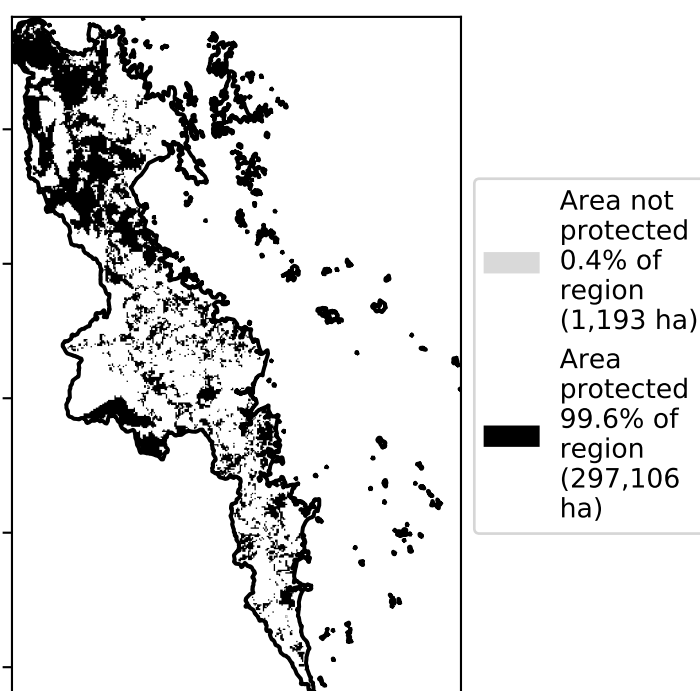 Area not
protected
0.4% of
region
(1,193 ha)
Area
protected
99.6% of
region
(297,106
ha)